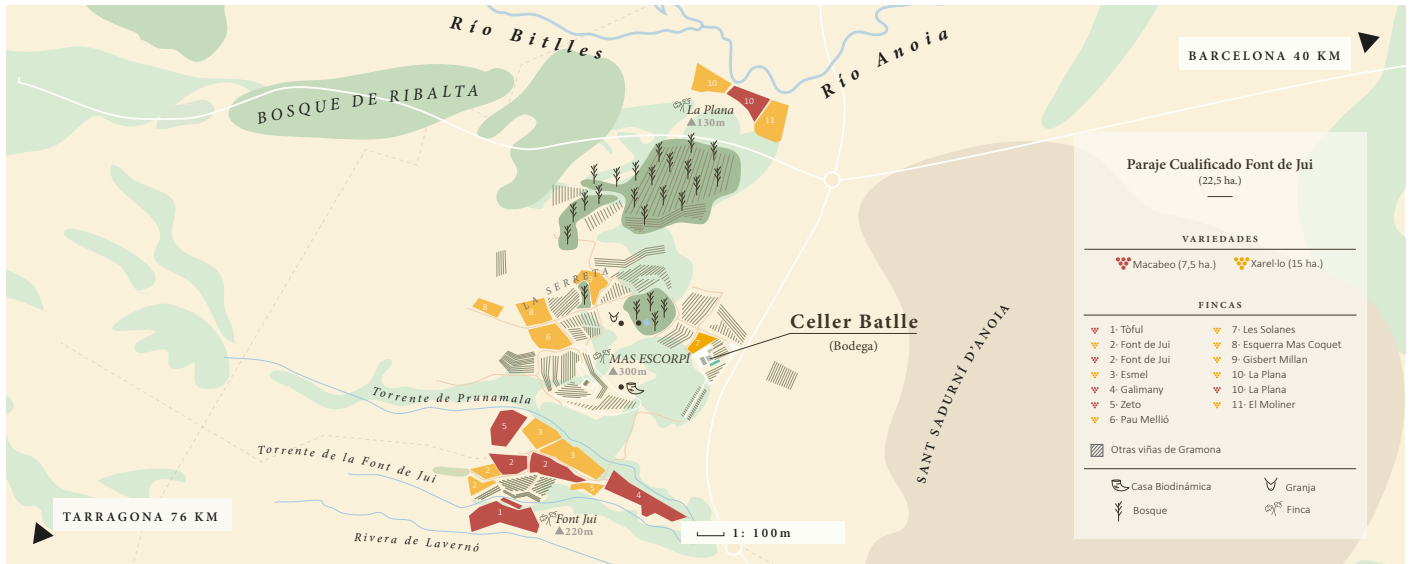 Río Bitlles
Río Anoia
BARCELONA 40 KM
BOSQUE DE RIBALTA
10
10
11
La Plana
130m
LA SERRETA
9
8
8
6
7
MAS ESCORPÍ
300m
Celler Batlle
(Bodega)
SANT SADURNÍ D'ANOIA
Torrente de Prunamala
Torrente de la Font de Jui
Rivera de Lavernó
5
3
3
2
2
2
2
4
1
Font Jui
220m
TARRAGONA 76 KM
1: 100m
Paraje Cualificado Font de Jui
(22,5 ha.)
VARIEDADES
Macabeo (7,5 ha.)
Xarel·lo (15 ha.)
FINCAS
1· Tòful
2· Font de Jui
2· Font de Jui
3· Esmel
4· Galimany
5· Zeto
6· Pau Mellió
7· Les Solanes
8· Esquerra Mas Coquet
9· Gisbert Millan
10· La Plana
10· La Plana
11· El Moliner
Otras viñas de Gramona
Casa Biodinámica
Granja
Bosque
Finca